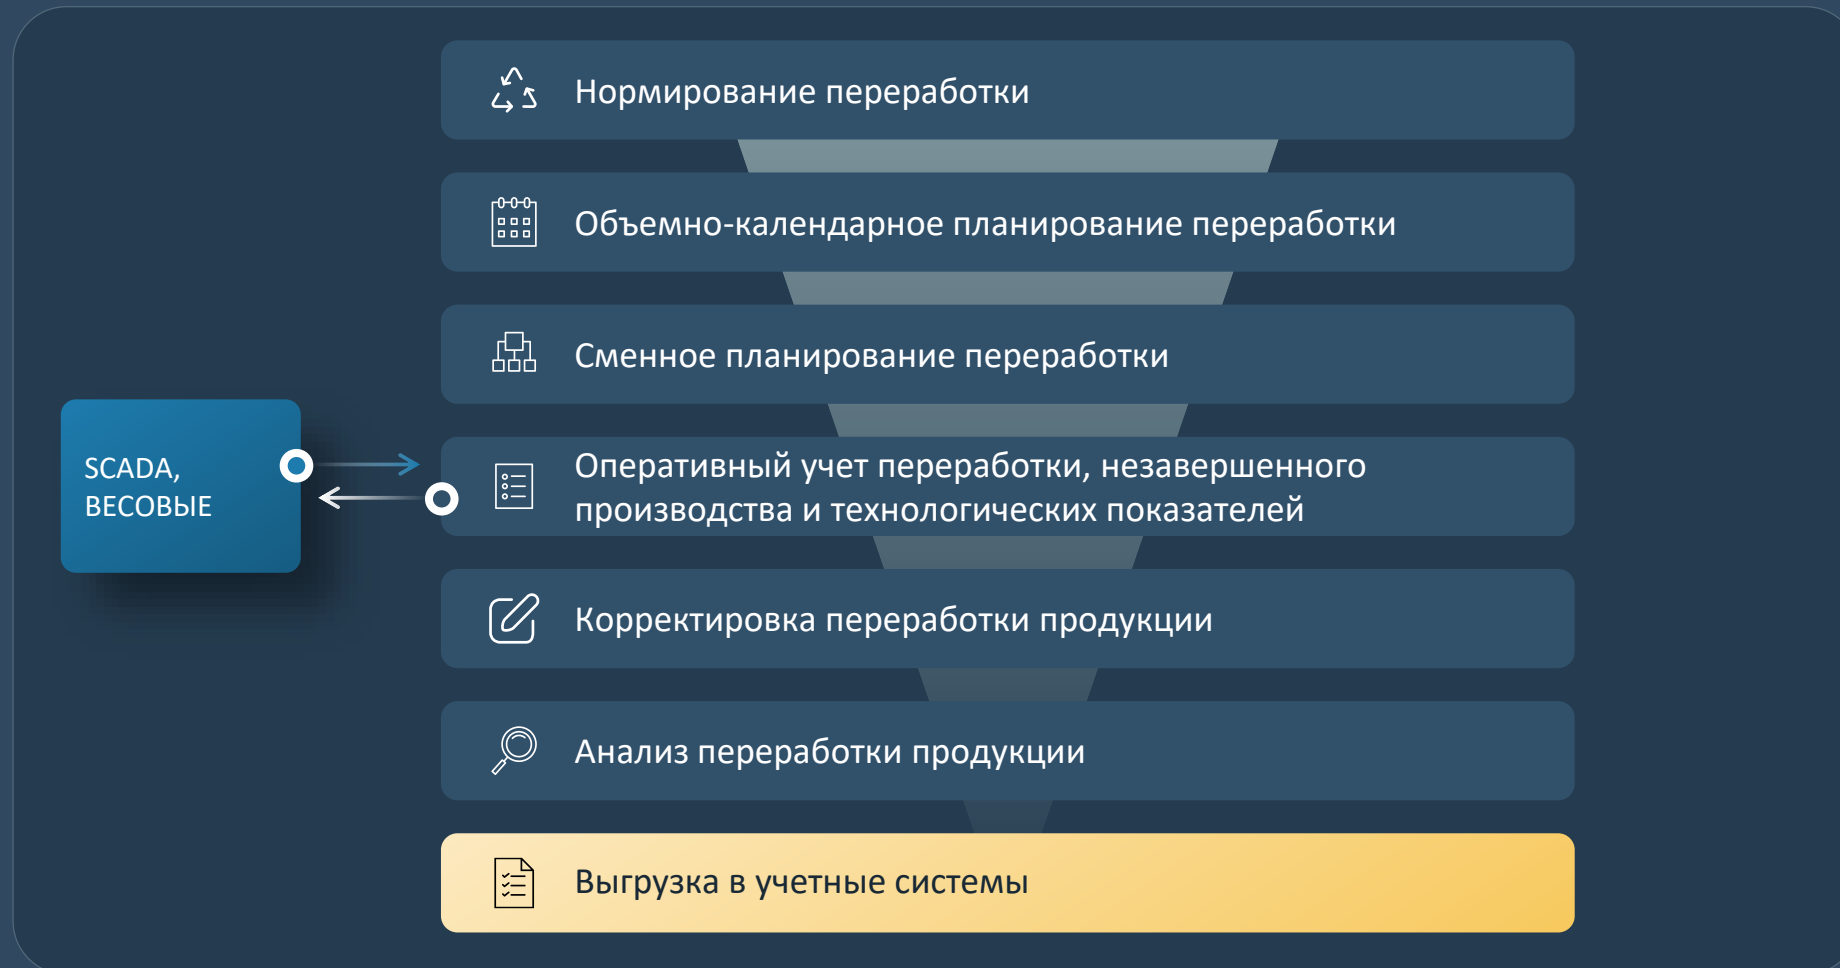 Нормирование переработки
Объемно-календарное планирование переработки
Сменное планирование переработки
SCADA,
ВЕСОВЫЕ
Оперативный учет переработки, незавершенного
производства и технологических показателей
Корректировка переработки продукции
Анализ переработки продукции
Выгрузка в учетные системы